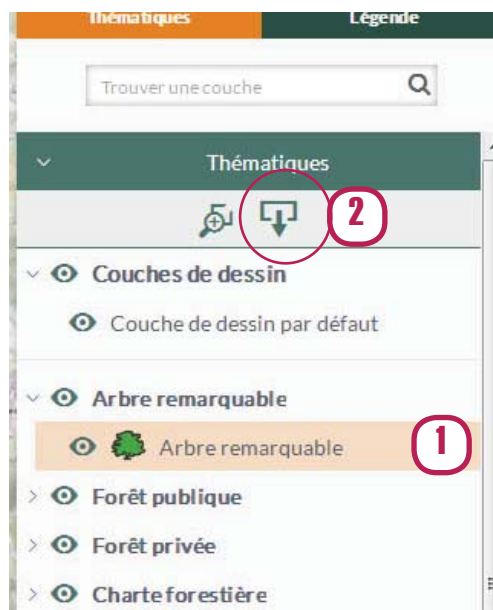 Thématiques Légende
Trouver une couche
Thématiques
2
Couches de dessin
Couche de dessin par défaut
Arbre remarquable
Arbre remarquable
1
Forêt publique
Forêt privée
Charte forestière